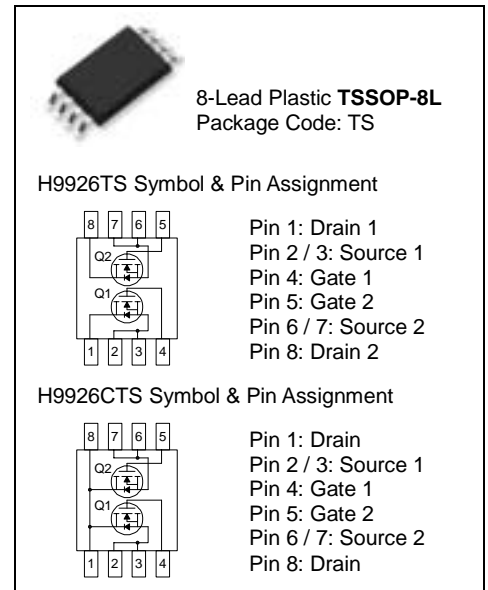 8-Lead Plastic TSSOP-8L
Package Code: TS
H9926TS Symbol & Pin Assignment
8 7 6 5
Q2
Q1
1 2 3 4
Pin 1: Drain 1
Pin 2 / 3: Source 1
Pin 4: Gate 1
Pin 5: Gate 2
Pin 6 / 7: Source 2
Pin 8: Drain 2
H9926CTS Symbol & Pin Assignment
8 7 6 5
Q2
Q1
1 2 3 4
Pin 1: Drain
Pin 2 / 3: Source 1
Pin 4: Gate 1
Pin 5: Gate 2
Pin 6 / 7: Source 2
Pin 8: Drain